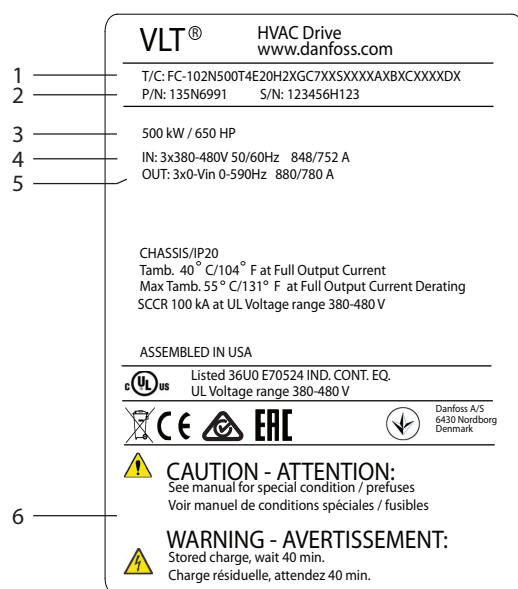 VLT® HVAC Drive
www.danfoss.com
1 T/C: FC-102N500T4E20H2XGC7XXSXXXXAXBXCXXXXDX
2 P/N: 135N6991 S/N: 123456H123
3 500 kW / 650 HP
4 IN: 3x380-480V 50/60Hz 848/752 A
5 OUT: 3x0-Vin 0-590Hz 880/780 A
CHASSIS/IP20
Tamb. 40° C/104° F at Full Output Current
Max Tamb. 55° C/131° F at Full Output Current Derating
SCCR 100 kA at UL Voltage range 380-480 V
ASSEMBLED IN USA
c UL us Listed 36U0 E70524 IND. CONT. EQ.
UL Voltage range 380-480 V
CE EAC Danfoss A/S
6430 Nordborg
Denmark
CAUTION - ATTENTION:
See manual for special condition / prefuses
Voir manuel de conditions spéciales / fusibles
6
WARNING - AVERTISSEMENT:
Stored charge, wait 40 min.
Charge résiduelle, attendez 40 min.